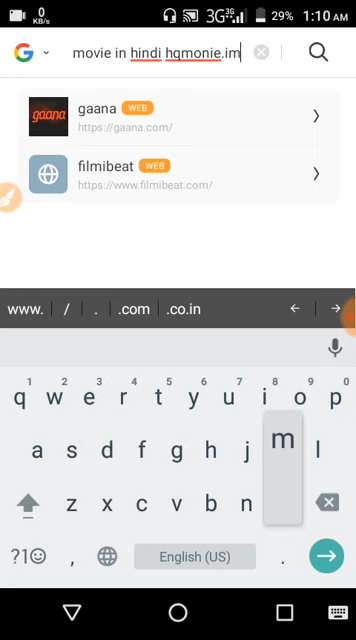 0
KB/s
3G 3G
29%
1:10 AM
G
movie in hindi hqmonie.im
gaana WEB
gaana
https://gaana.com/
filmibeat WEB
https://www.filmibeat.com/
www. / . .com .co.in
1 2 3 4 5 6 7 8 9 0
q w e r t y u i o p
a s d f g h j m l
z x c v b n
?1 , English (US) .